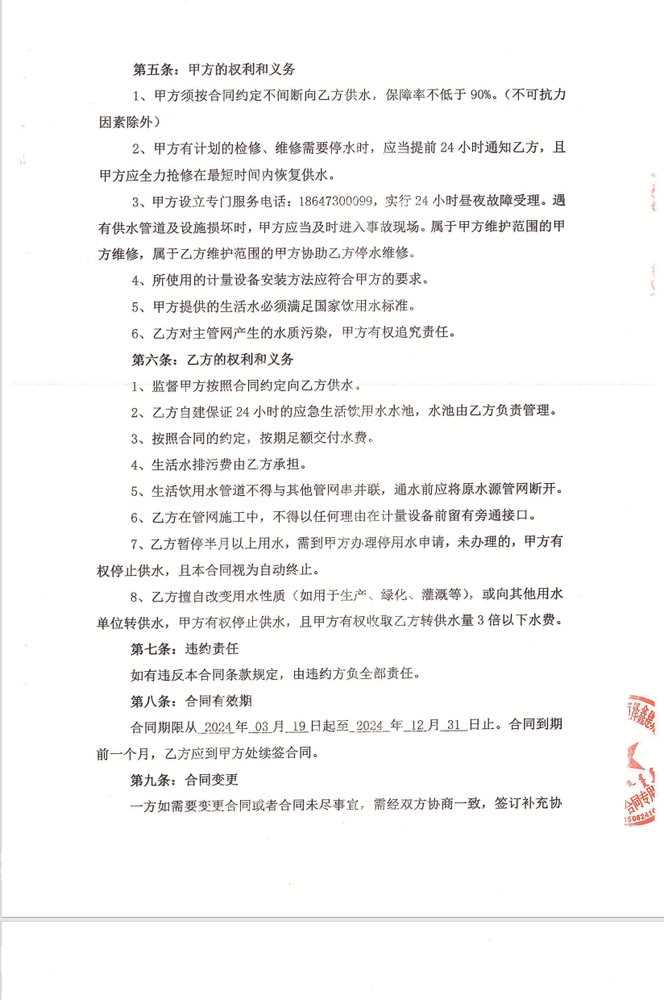 第五条：甲方的权利和义务
1、甲方须按合同约定不间断向乙方供水，保障率不低于 90%。（不可抗力
因素除外）
2、甲方有计划的检修、维修需要停水时，应当提前 24 小时通知乙方，且
甲方应全力抢修在最短时间内恢复供水。
3、甲方设立专门服务电话：18647300099，实行 24 小时昼夜故障受理。遇
有供水管道及设施损坏时，甲方应当及时进入事故现场。属于甲方维护范围的甲
方维修，属于乙方维护范围的甲方协助乙方停水维修。
4、所使用的计量设备安装方法应符合甲方的要求。
5、甲方提供的生活水必须满足国家饮用水标准。
6、乙方对主管网产生的水质污染，甲方有权追究责任。
第六条：乙方的权利和义务
1、监督甲方按照合同约定向乙方供水。
2、乙方自建保证 24 小时的应急生活饮用水水池，水池由乙方负责管理。
3、按照合同的约定，按期足额交付水费。
4、生活水排污费由乙方承担。
5、生活饮用水管道不得与其他管网串并联，通水前应将原水源管网断开。
6、乙方在管网施工中，不得以任何理由在计量设备前留有旁通接口。
7、乙方暂停半月以上用水，需到甲方办理停用水申请，未办理的，甲方有
权停止供水，且本合同视为自动终止。
8、乙方擅自改变用水性质（如用于生产、绿化、灌溉等），或向其他用水
单位转供水，甲方有权停止供水，且甲方有权收取乙方转供水量 3 倍以下水费。
第七条：违约责任
如有违反本合同条款规定，由违约方负全部责任。
第八条：合同有效期
合同期限从 2024 年 03 月 19 日起至 2024 年 12 月 31 日止。合同到期
前一个月，乙方应到甲方处续签合同。
第九条：合同变更
一方如需要变更合同或者合同未尽事宜，需经双方协商一致，签订补充协
泽鑫建
合同专用